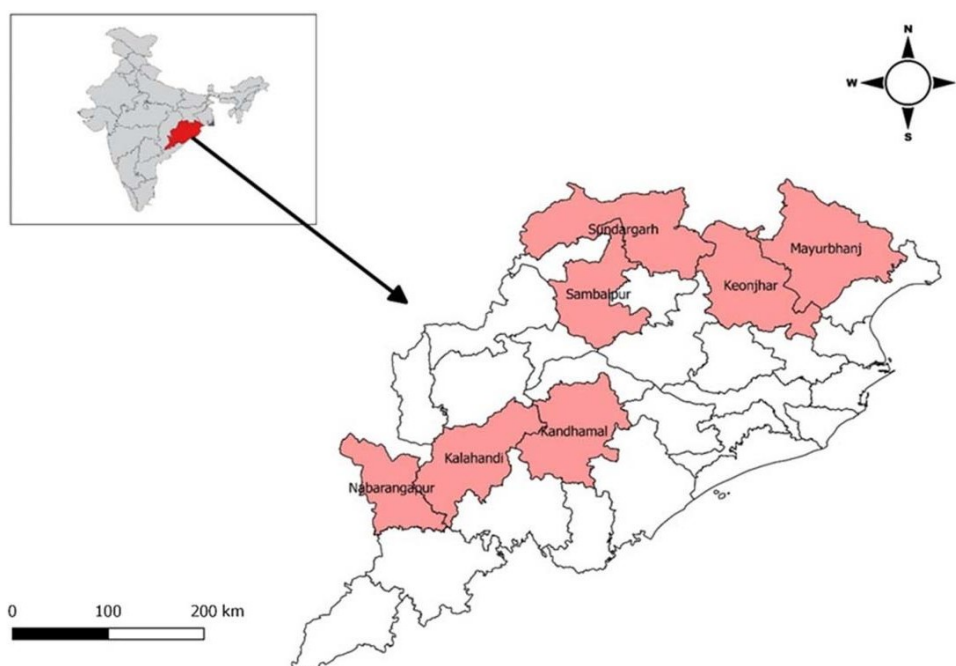 N
W
S
Sundargarh
Mayurbhanj
Keonjhar
Sambalpur
Kandhamal
Kalahandi
Nabarangapur
0 100 200 km